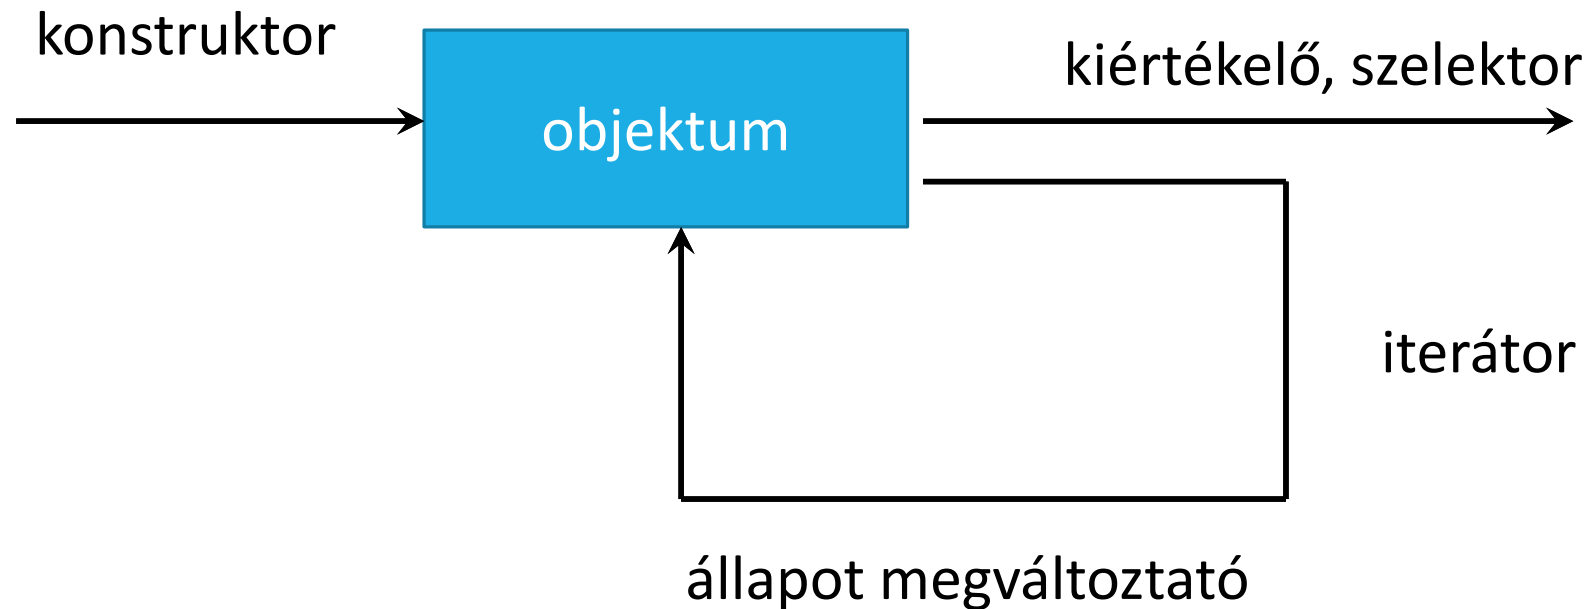 konstruktor
kiértékelő, szelektor
objektum
iterátor
állapot megváltoztató